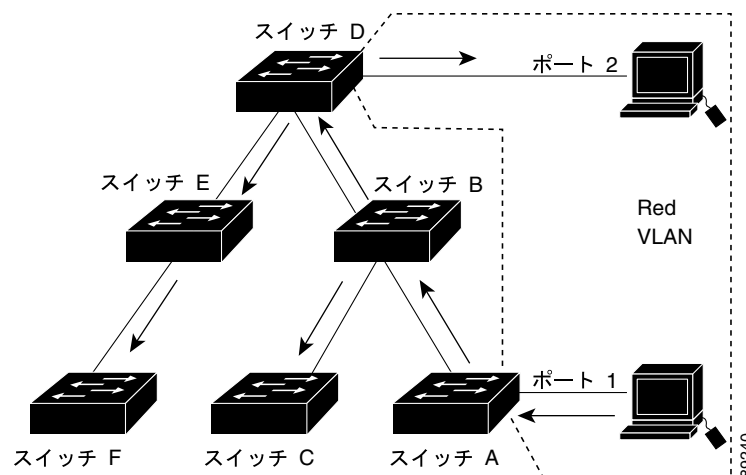 スイッチ D
ポート 2
スイッチ E
スイッチ B
Red
VLAN
ポート 1
スイッチ F
スイッチ C
スイッチ A